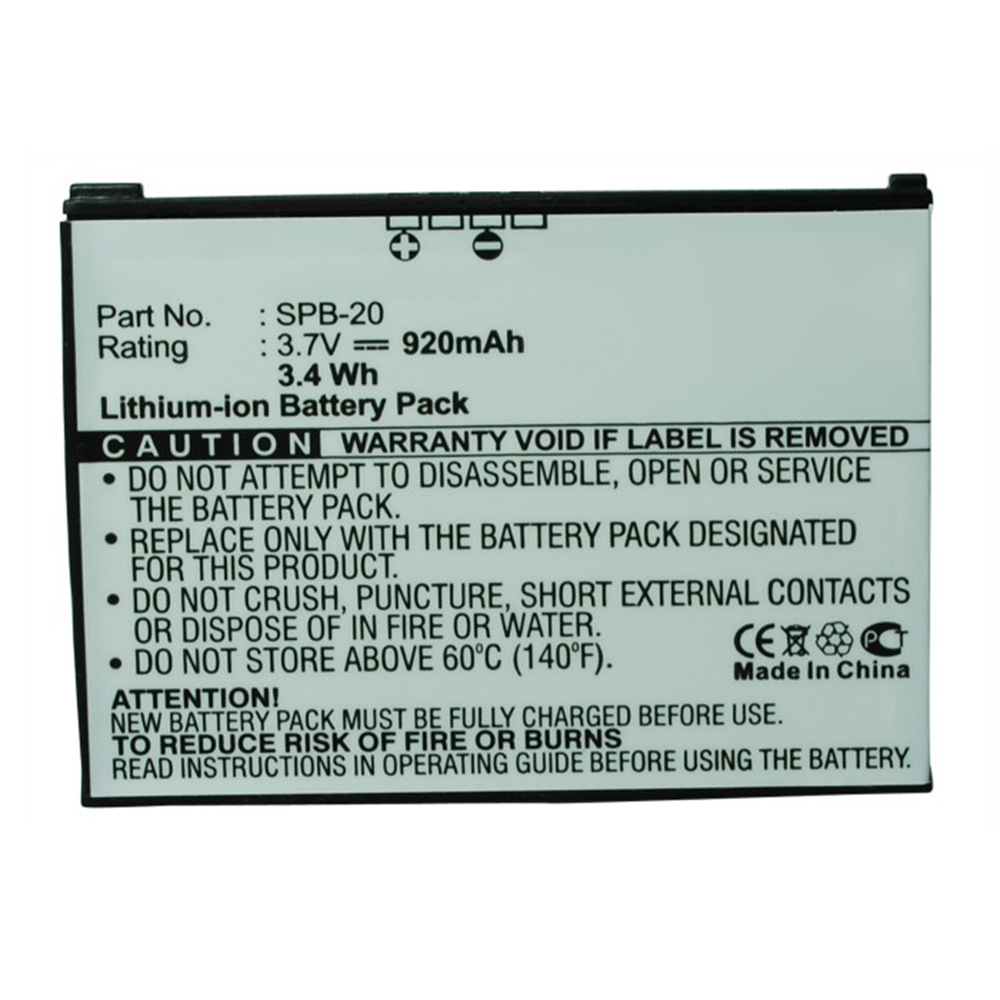 Part No. : SPB-20
Rating : 3.7V 920mAh
3.4 Wh
Lithium-ion Battery Pack
CAUTION WARRANTY VOID IF LABEL IS REMOVED
• DO NOT ATTEMPT TO DISASSEMBLE, OPEN OR SERVICE
THE BATTERY PACK.
• REPLACE ONLY WITH THE BATTERY PACK DESIGNATED
FOR THIS PRODUCT.
• DO NOT CRUSH, PUNCTURE, SHORT EXTERNAL CONTACTS
OR DISPOSE OF IN FIRE OR WATER.
• DO NOT STORE ABOVE 60°C (140°F).
CE PCT
Made In China
ATTENTION!
NEW BATTERY PACK MUST BE FULLY CHARGED BEFORE USE.
TO REDUCE RISK OF FIRE OR BURNS
READ INSTRUCTIONS IN OPERATING GUIDE BEFORE USING THE BATTERY.